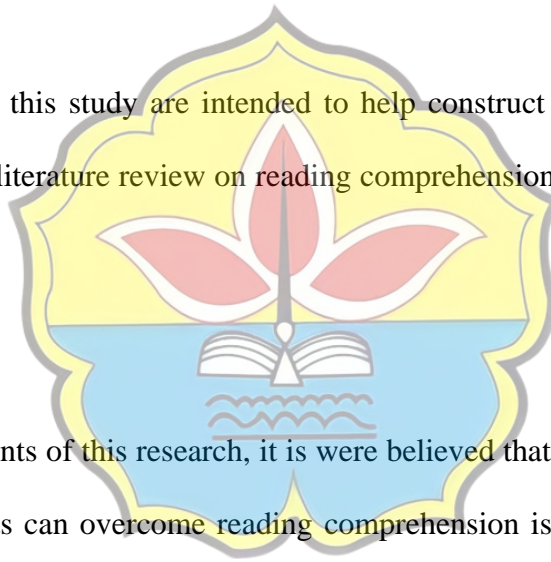 this study are intended to help construct
literature review on reading comprehension
nts of this research, it is were believed that
s can overcome reading comprehension is